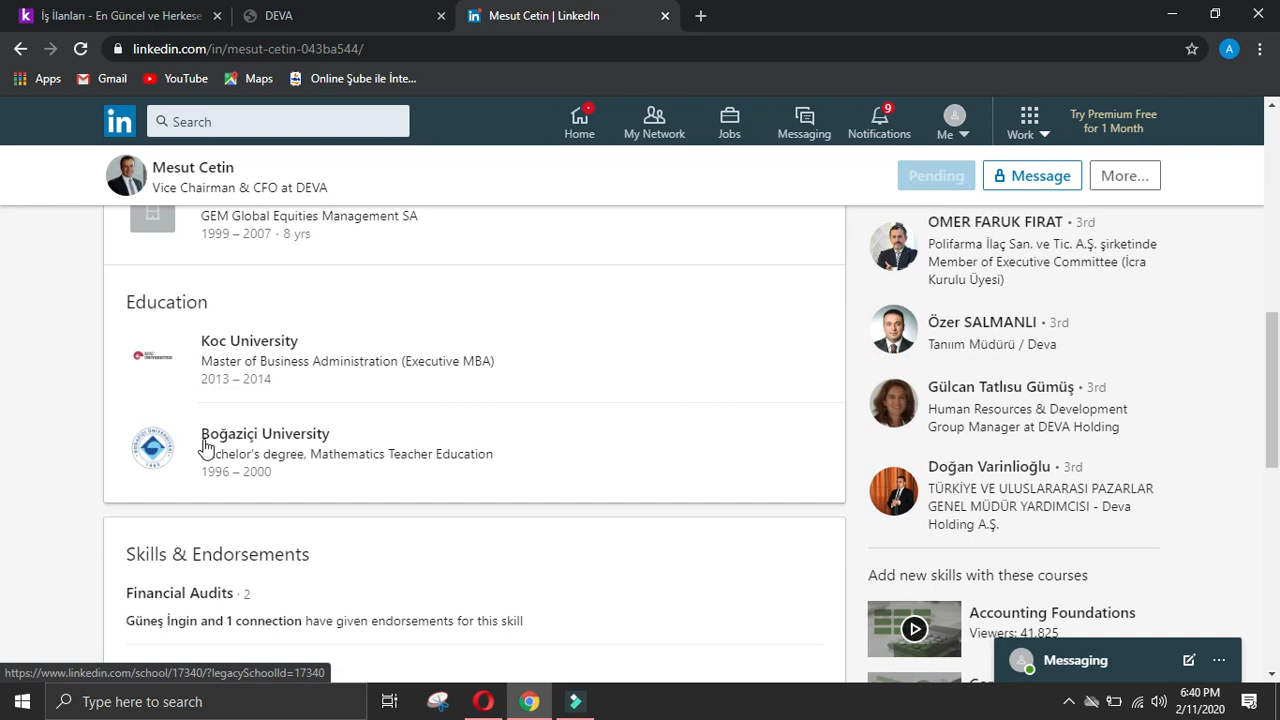 İş İlanları - En Güncel ve Herkese
DEVA
Mesut Cetin | LinkedIn
linkedin.com/in/mesut-cetin-043ba544/
A
Apps
Gmail
YouTube
Maps
Online Şube ile İnte...
in
Search
Home
My Network
Jobs
Messaging
9
Notifications
Me
Work
Try Premium Free
for 1 Month
Mesut Cetin
Vice Chairman & CFO at DEVA
Pending
Message
More...
GEM Global Equities Management SA
1999 – 2007 · 8 yrs
Education
Koc University
Master of Business Administration (Executive MBA)
2013 – 2014
Boğaziçi University
Bachelor's degree, Mathematics Teacher Education
1996 – 2000
Skills & Endorsements
Financial Audits · 2
Güneş İngin and 1 connection have given endorsements for this skill
OMER FARUK FIRAT • 3rd
Polifarma İlaç San. ve Tic. A.Ş. şirketinde
Member of Executive Committee (İcra
Kurulu Üyesi)
Özer SALMANLI • 3rd
Tanıım Müdürü / Deva
Gülcan Tatlısu Gümüş • 3rd
Human Resources & Development
Group Manager at DEVA Holding
Doğan Varinlioğlu • 3rd
TÜRKİYE VE ULUSLARARASI PAZARLAR
GENEL MÜDÜR YARDIMCISI - Deva
Holding A.Ş.
Add new skills with these courses
Accounting Foundations
Viewers: 41,825
Messaging
https://www.linkedin.com/school/17340/?legacySchoolId=17340
Type here to search
6:40 PM
2/11/2020